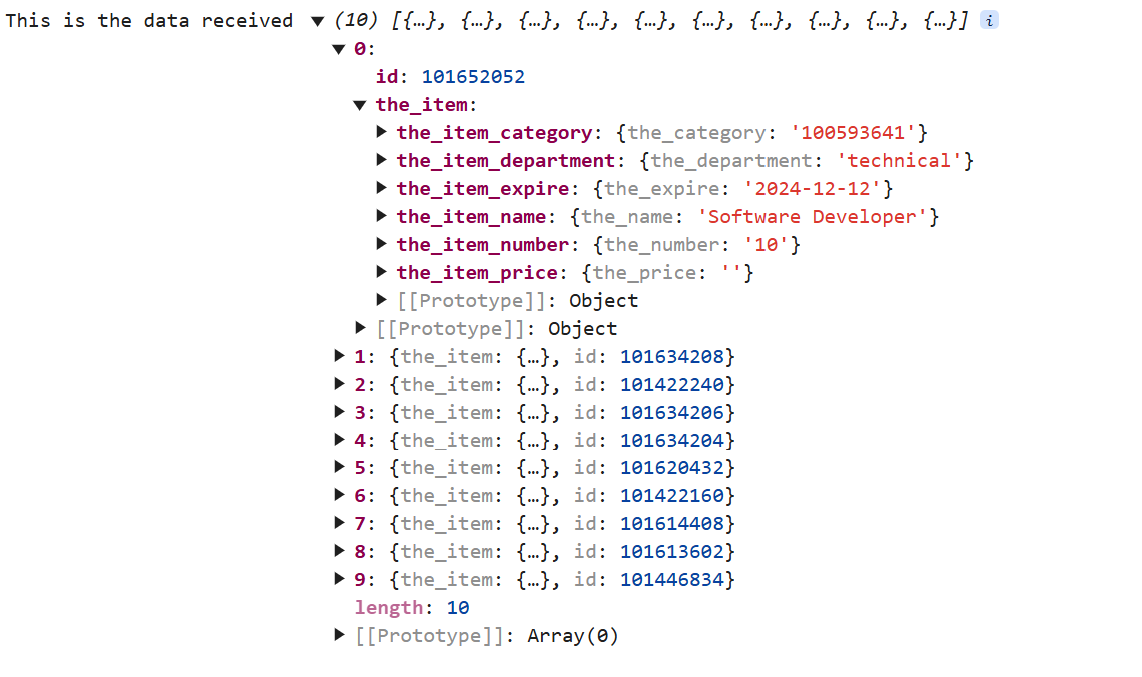 This is the data received ▼ (10) [{…}, {…}, {…}, {…}, {…}, {…}, {…}, {…}, {…}, {…}] i
▼ 0:
id: 101652052
▼ the_item:
▶ the_item_category: {the_category: '100593641'}
▶ the_item_department: {the_department: 'technical'}
▶ the_item_expire: {the_expire: '2024-12-12'}
▶ the_item_name: {the_name: 'Software Developer'}
▶ the_item_number: {the_number: '10'}
▶ the_item_price: {the_price: ''}
▶ [[Prototype]]: Object
▶ [[Prototype]]: Object
▶ 1: {the_item: {…}, id: 101634208}
▶ 2: {the_item: {…}, id: 101422240}
▶ 3: {the_item: {…}, id: 101634206}
▶ 4: {the_item: {…}, id: 101634204}
▶ 5: {the_item: {…}, id: 101620432}
▶ 6: {the_item: {…}, id: 101422160}
▶ 7: {the_item: {…}, id: 101614408}
▶ 8: {the_item: {…}, id: 101613602}
▶ 9: {the_item: {…}, id: 101446834}
length: 10
▶ [[Prototype]]: Array(0)